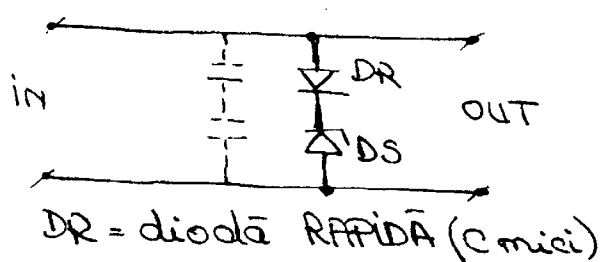 DR
IN
OUT
DS
DR = diodă RAPIDĂ (C mici)